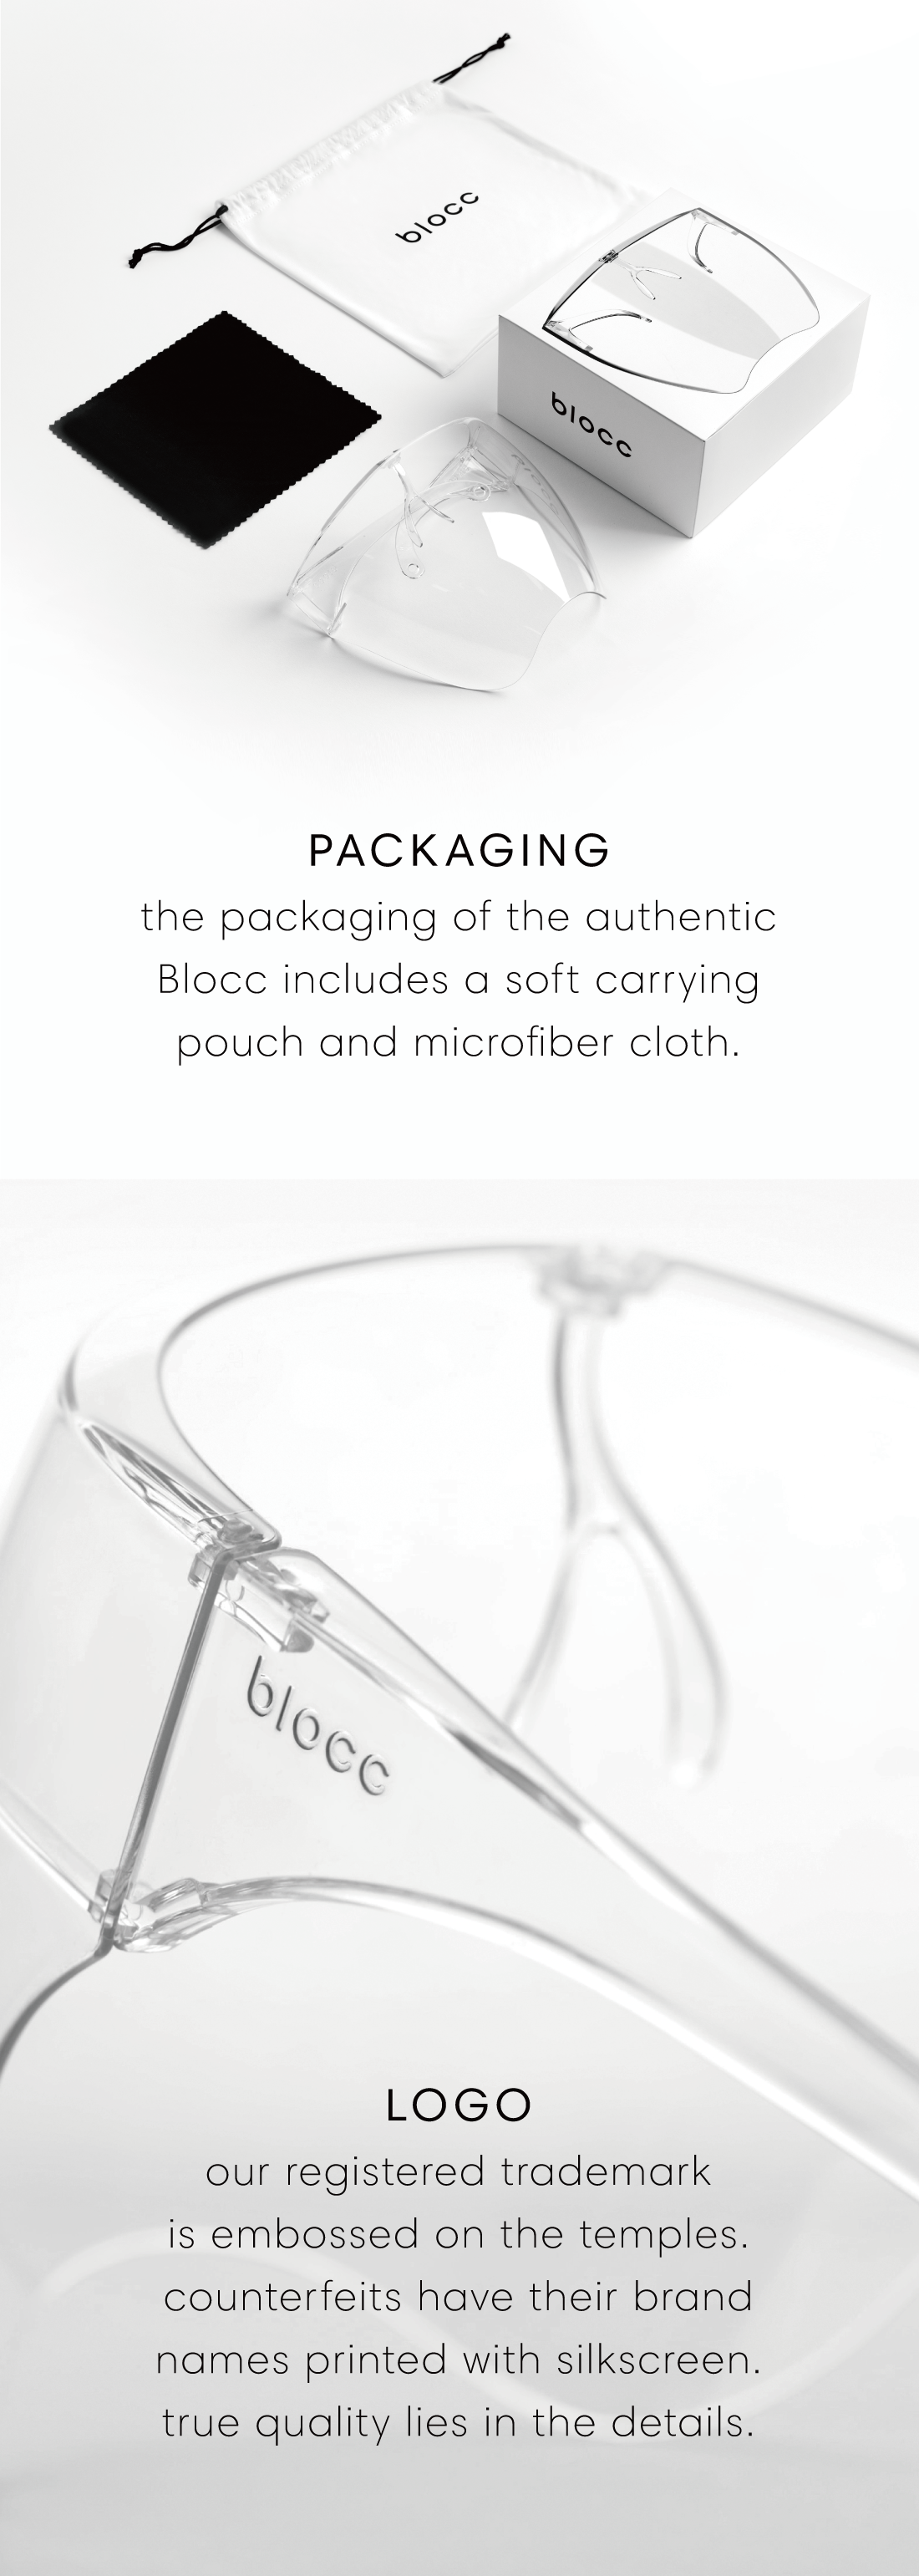 blocc
blocc
PACKAGING
the packaging of the authentic
Blocc includes a soft carrying
pouch and microfiber cloth.
blocc
LOGO
our registered trademark
is embossed on the temples.
counterfeits have their brand
names printed with silkscreen.
true quality lies in the details.